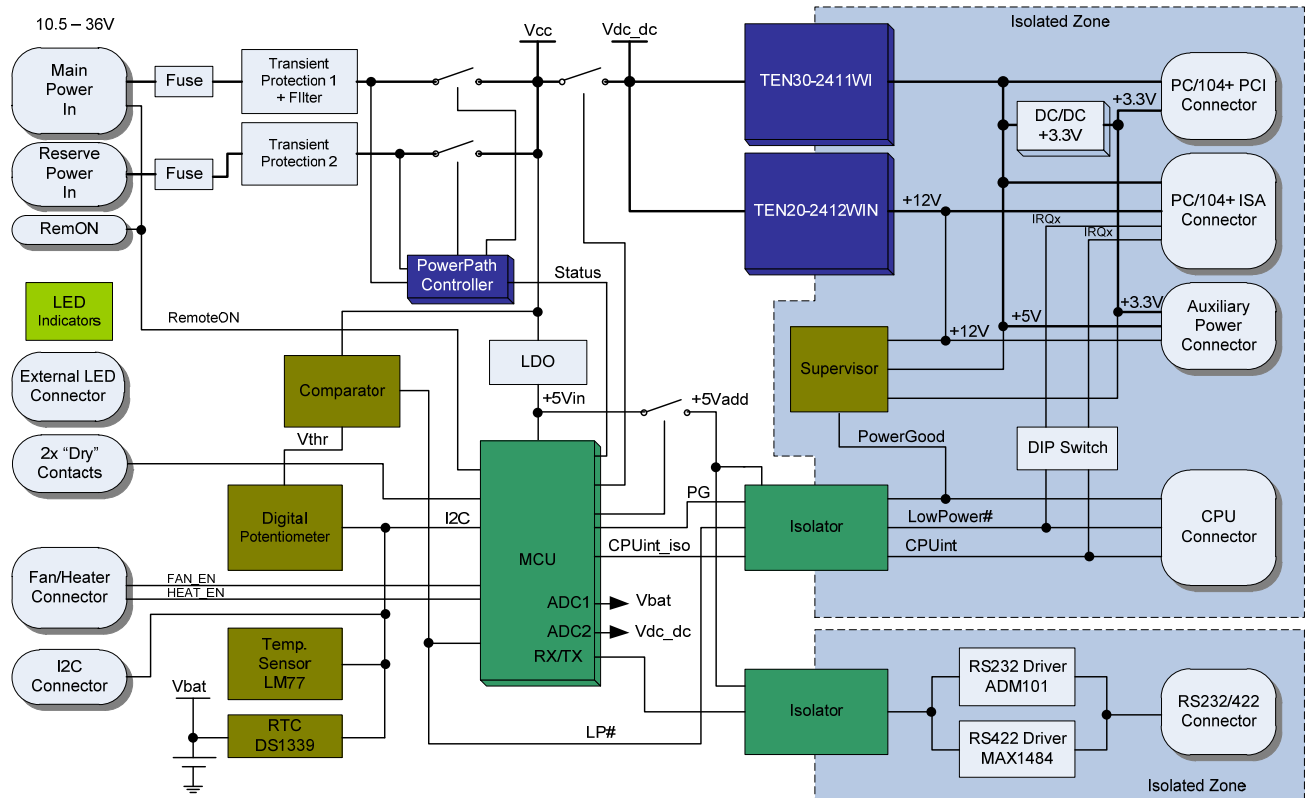 10.5 – 36V
Vcc
Vdc_dc
Isolated Zone
Main
Power
In
Fuse
Transient
Protection 1
+ FIlter
TEN30-2411WI
DC/DC
+3.3V
+3.3V
PC/104+ PCI
Connector
Reserve
Power
In
Fuse
Transient
Protection 2
TEN20-2412WIN
+12V
PC/104+ ISA
Connector
IRQx
IRQx
RemON
PowerPath
Controller
Status
LED
Indicators
RemoteON
+3.3V
+5V
+12V
Auxiliary
Power
Connector
External LED
Connector
Comparator
LDO
Supervisor
+5Vin
+5Vadd
Vthr
PowerGood
DIP Switch
2x “Dry”
Contacts
Digital
Potentiometer
I2C
MCU
PG
CPUint_iso
Isolator
LowPower#
CPUint
CPU
Connector
Fan/Heater
Connector
FAN_EN
HEAT_EN
ADC1
Vbat
ADC2
Vdc_dc
RX/TX
Temp.
Sensor
LM77
I2C
Connector
Vbat
RTC
DS1339
LP#
Isolator
RS232 Driver
ADM101
RS422 Driver
MAX1484
RS232/422
Connector
Isolated Zone